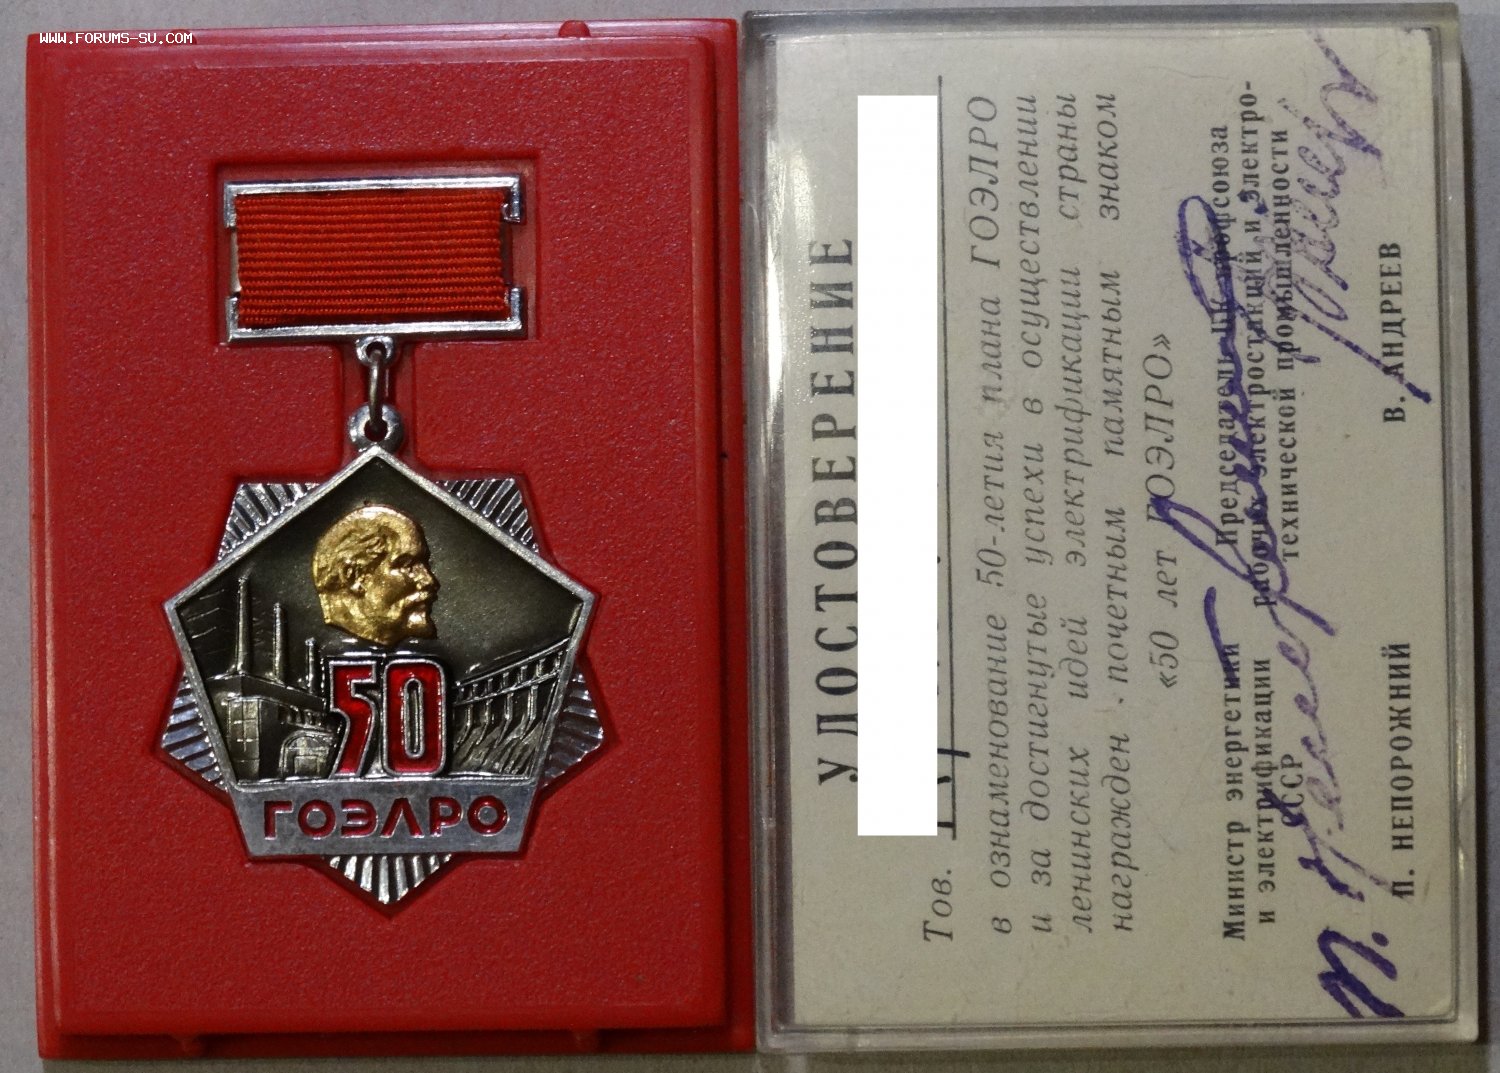 WWW.FORUMS-SU.COM
50
ГОЭЛРО
УДОСТОВЕРЕНИЕ
Тов.
в ознаменование 50-летия плана ГОЭЛРО
и за достигнутые успехи в осуществлении
ленинских идей электрификации страны
награжден почетным памятным знаком
«50 лет ГОЭЛРО»
Министр энергетики
и электрификации
СССР
П. НЕПОРОЖНИЙ
Председатель ЦК профсоюза
рабочих электростанций и электро-
технической промышленности
В. АНДРЕЕВ